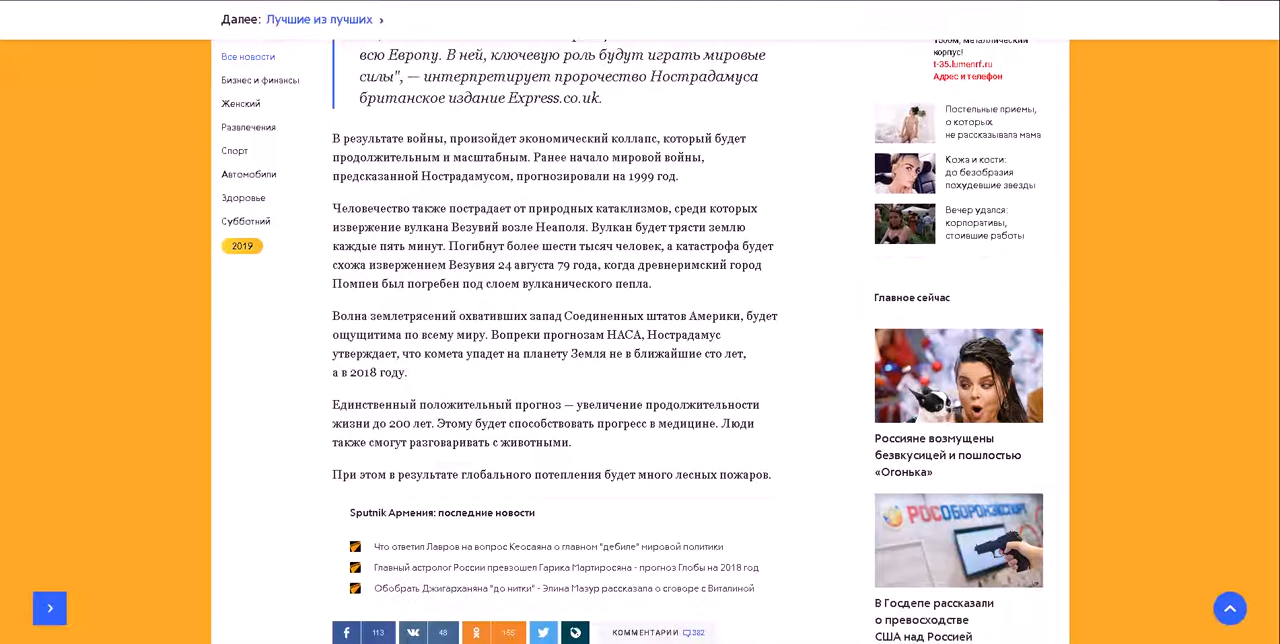 Далее: Лучшие из лучших ›
Все новости
Бизнес и финансы
Женский
Развлечения
Спорт
Автомобили
Здоровье
Субботний
2019
всю Европу. В ней, ключевую роль будут играть мировые
силы", — интерпретирует пророчество Нострадамуса
британское издание Express.co.uk.
В результате войны, произойдет экономический коллапс, который будет
продолжительным и масштабным. Ранее начало мировой войны,
предсказанной Нострадамусом, прогнозировали на 1999 год.
Человечество также пострадает от природных катаклизмов, среди которых
извержение вулкана Везувий возле Неаполя. Вулкан будет трясти землю
каждые пять минут. Погибнут более шести тысяч человек, а катастрофа будет
схожа извержением Везувия 24 августа 79 года, когда древнеримский город
Помпеи был погребен под слоем вулканического пепла.
Волна землетрясений охвативших запад Соединенных штатов Америки, будет
ощущитима по всему миру. Вопреки прогнозам НАСА, Нострадамус
утверждает, что комета упадет на планету Земля не в ближайшие сто лет,
а в 2018 году.
Единственный положительный прогноз — увеличение продолжительности
жизни до 200 лет. Этому будет способствовать прогресс в медицине. Люди
также смогут разговаривать с животными.
При этом в результате глобального потепления будет много лесных пожаров.
Sputnik Армения: последние новости
Что ответил Лавров на вопрос Кеосаяна о главном "дебиле" мировой политики
Главный астролог России превзошел Гарика Мартиросяна - прогноз Глобы на 2018 год
Обобрать Джигарханяна "до нитки" - Элина Мазур рассказала о сговоре с Виталиной
113
48
155
КОММЕНТАРИИ 382
1500м, металлический
корпус!
t-35.lumenrf.ru
Адрес и телефон
Постельные приемы,
о которых
не рассказывала мама
Кожа и кости:
до безобразия
похудевшие звезды
Вечер удался:
корпоративы,
стоившие работы
Главное сейчас
Россияне возмущены
безвкусицей и пошлостью
«Огонька»
РОСОБОРОНЭКСПОРТ
В Госдепе рассказали
о превосходстве
США над Россией